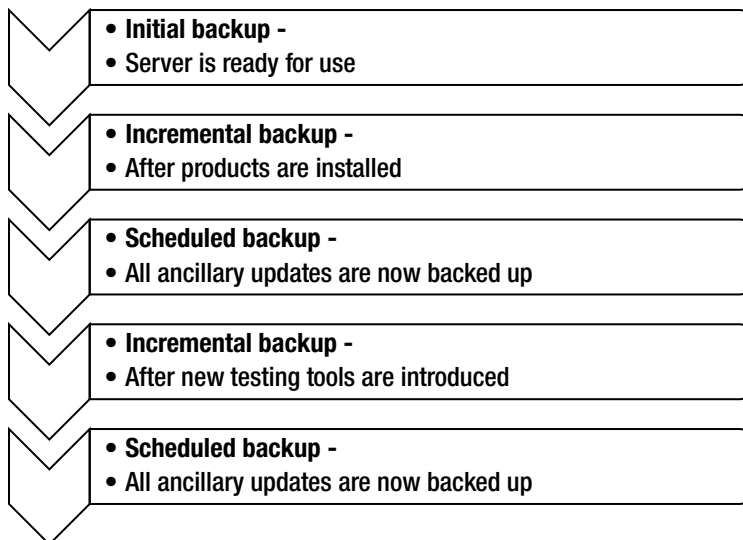 • Initial backup -
• Server is ready for use
• Incremental backup -
• After products are installed
• Scheduled backup -
• All ancillary updates are now backed up
• Incremental backup -
• After new testing tools are introduced
• Scheduled backup -
• All ancillary updates are now backed up